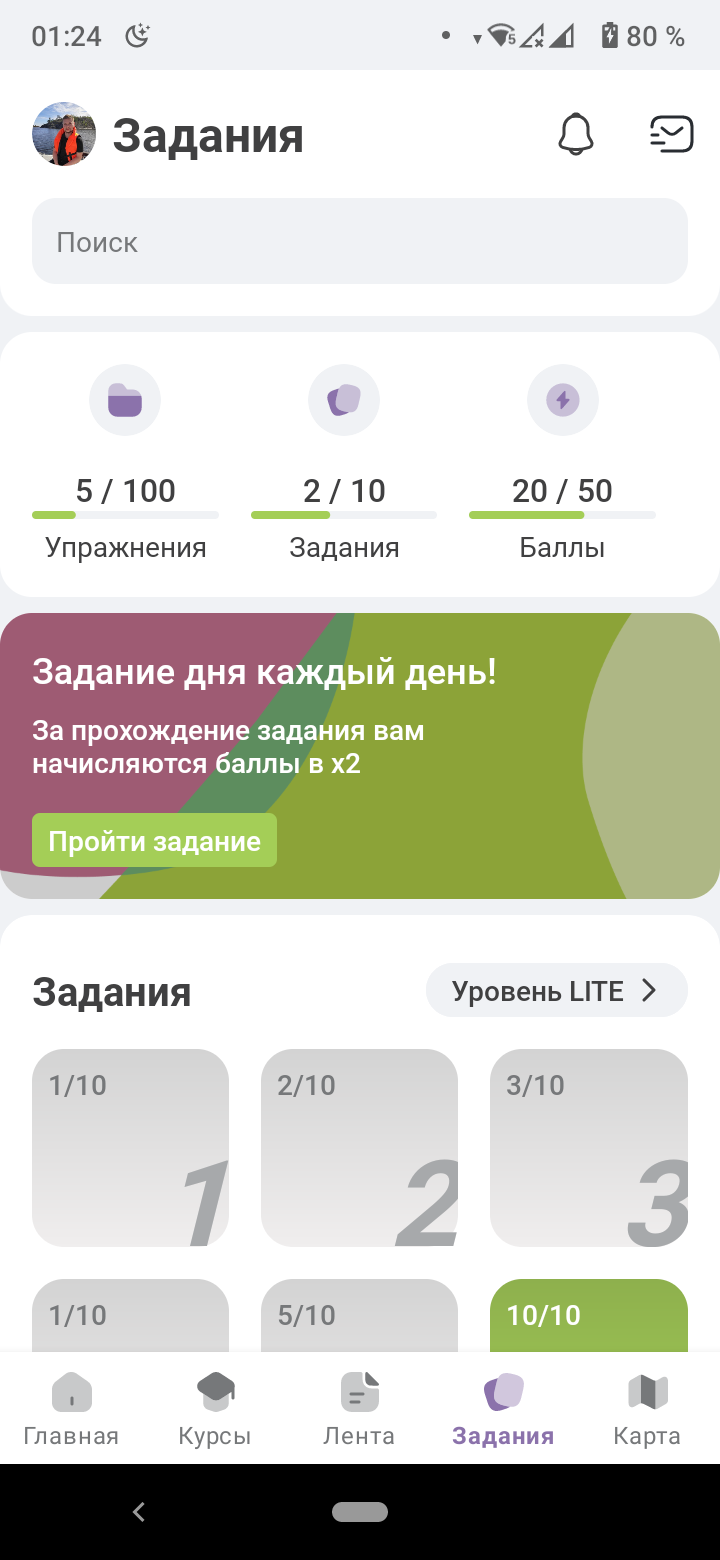 01:24
5
80 %
Задания
Поиск
5 / 100
2 / 10
20 / 50
Упражнения
Задания
Баллы
Задание дня каждый день!
За прохождение задания вам
начисляются баллы в x2
Пройти задание
Задания
Уровень LITE
1/10
2/10
3/10
1
2
3
1/10
5/10
10/10
Главная
Курсы
Лента
Задания
Карта